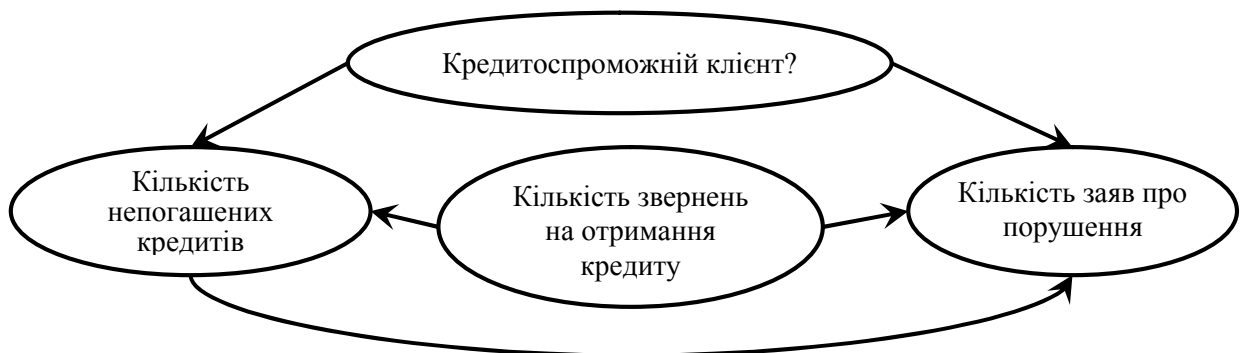 Кредитоспроможній клієнт?
Кількість
непогашених
кредитів
Кількість звернень
на отримання
кредиту
Кількість заяв про
порушення